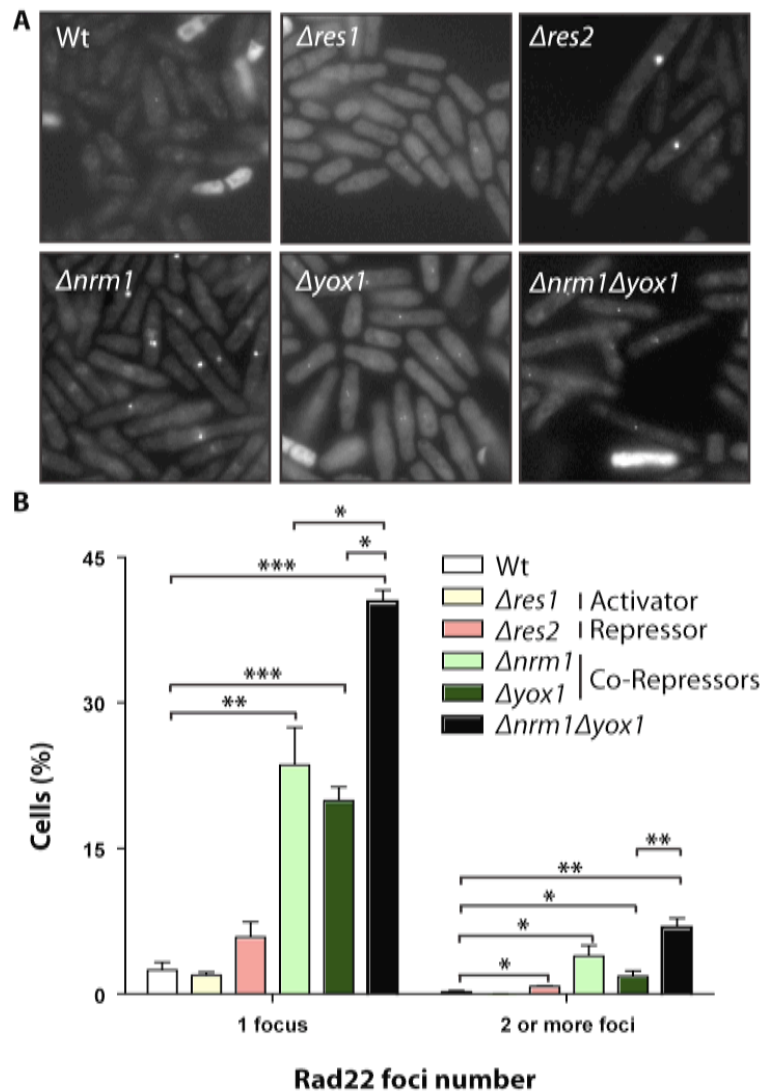 A
Wt
Δres1
Δres2
Δnrm1
Δyox1
Δnrm1Δyox1
B
*
*
***
***
**
**
**
*
*
*
Wt
Δres1 Activator
Δres2 Repressor
Δnrm1
Co-Repressors
Δyox1
Δnrm1Δyox1
45
30
15
0
Cells (%)
1 focus
2 or more foci
Rad22 foci number